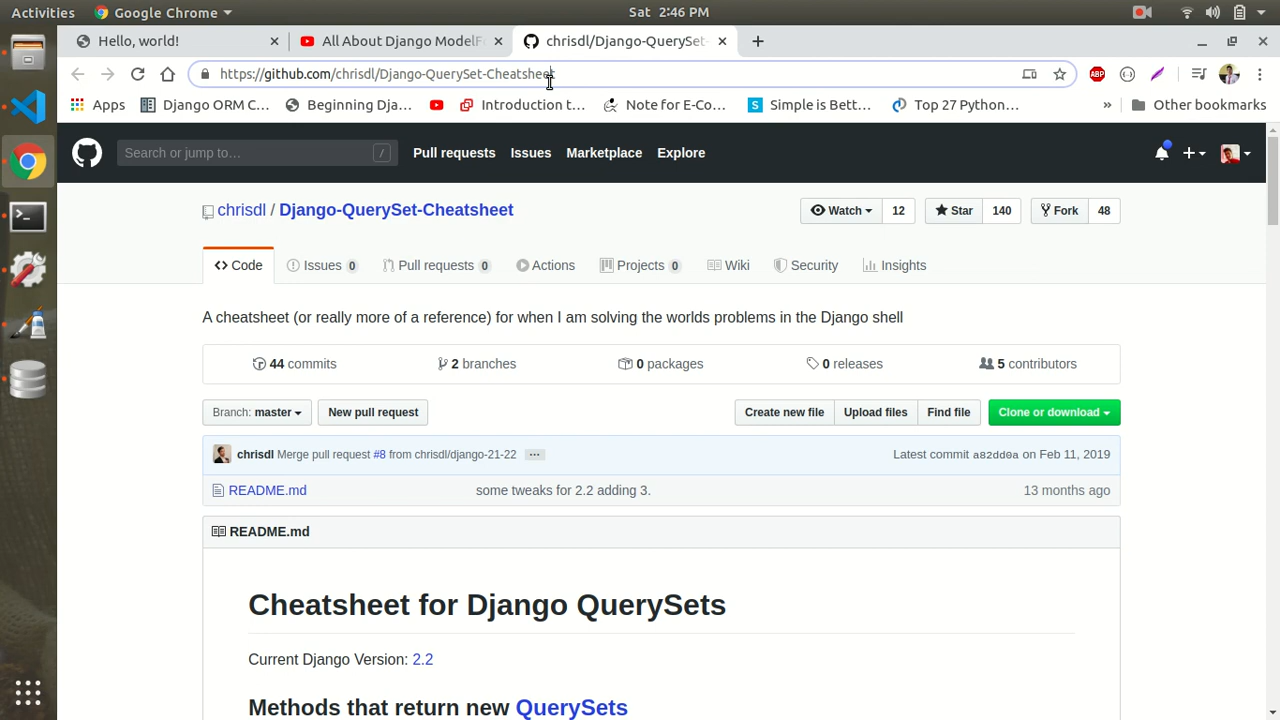 Activities Google Chrome Sat 2:46 PM
Hello, world! All About Django ModelF chrisdl/Django-QuerySet-
https://github.com/chrisdl/Django-QuerySet-Cheatsheet
Apps Django ORM C... Beginning Dja... Introduction t... Note for E-Co... Simple is Bett... Top 27 Python... » Other bookmarks
Search or jump to... / Pull requests Issues Marketplace Explore
chrisdl / Django-QuerySet-Cheatsheet Watch 12 Star 140 Fork 48
Code Issues 0 Pull requests 0 Actions Projects 0 Wiki Security Insights
A cheatsheet (or really more of a reference) for when I am solving the worlds problems in the Django shell
44 commits 2 branches 0 packages 0 releases 5 contributors
Branch: master New pull request Create new file Upload files Find file Clone or download
chrisdl Merge pull request #8 from chrisdl/django-21-22 ... Latest commit a82dd0a on Feb 11, 2019
README.md some tweaks for 2.2 adding 3. 13 months ago
README.md
Cheatsheet for Django QuerySets
Current Django Version: 2.2
Methods that return new QuerySets